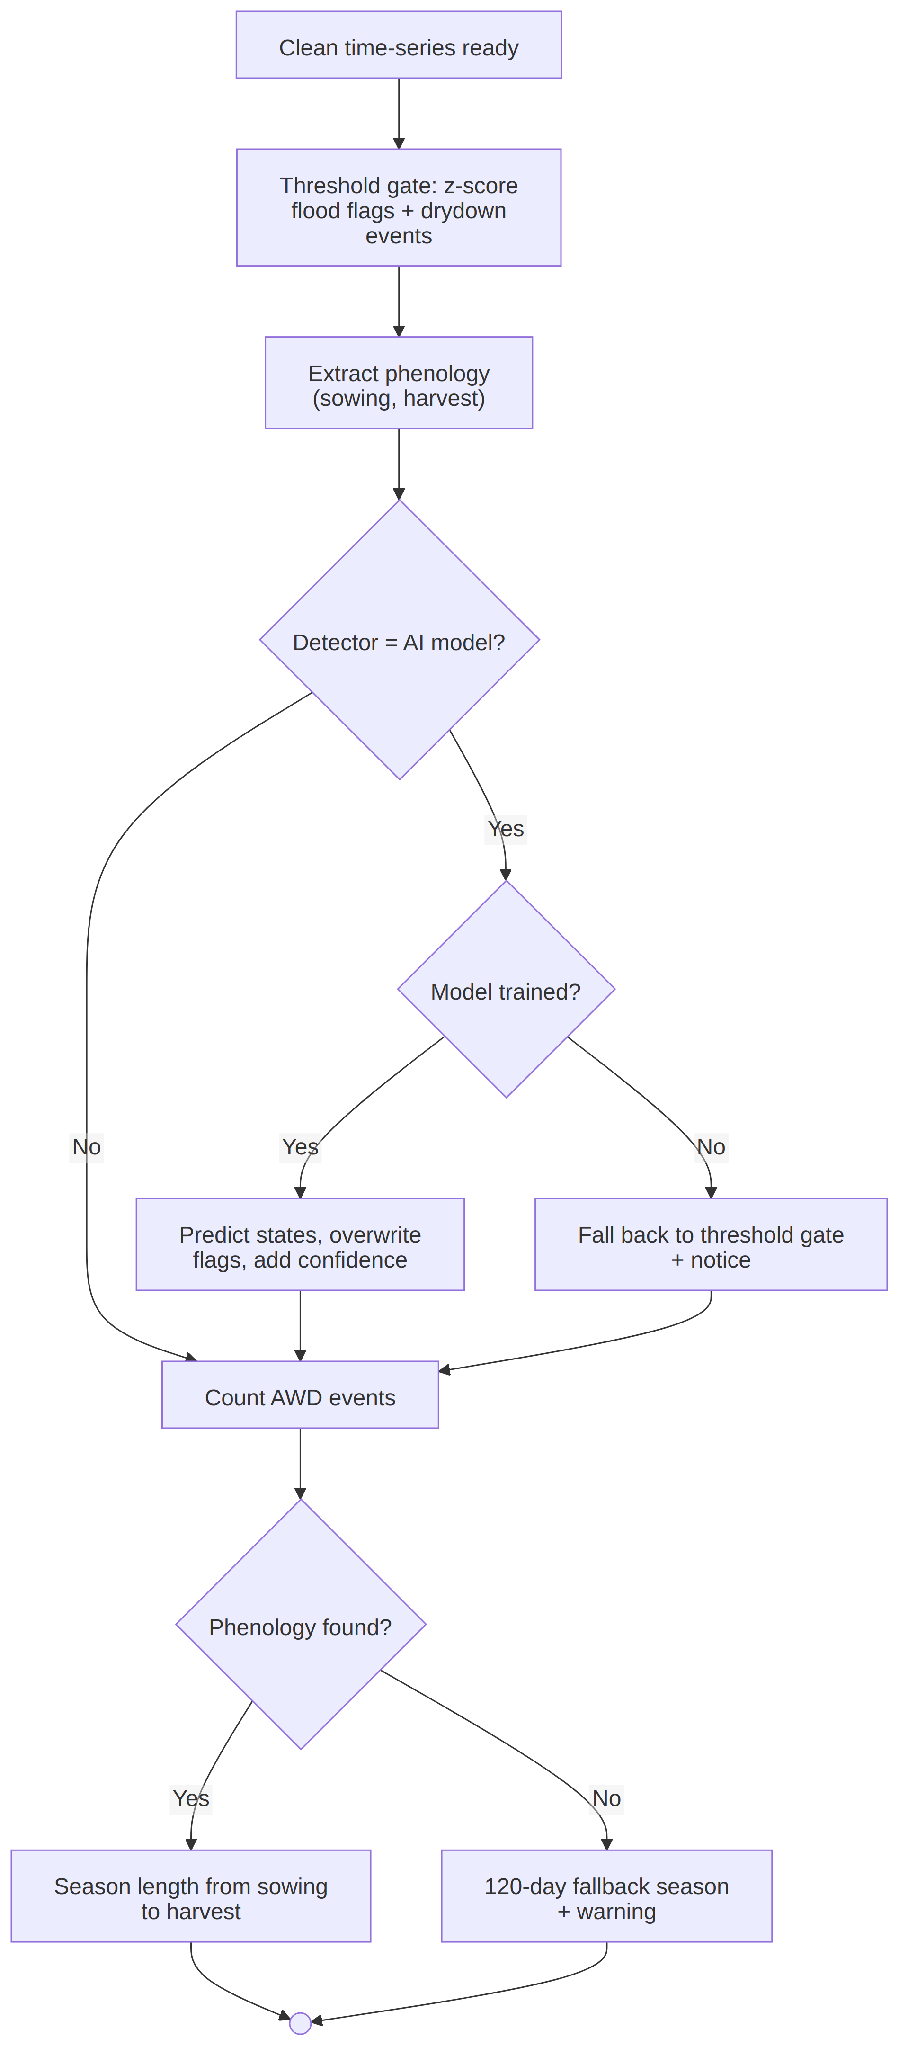 Clean time-series ready
Threshold gate: z-score
flood flags + drydown
events
Extract phenology
(sowing, harvest)
Detector = AI model?
Yes
Model trained?
No
Yes
No
Predict states, overwrite
flags, add confidence
Fall back to threshold gate
+ notice
Count AWD events
Phenology found?
Yes
No
Season length from sowing
to harvest
120-day fallback season
+ warning